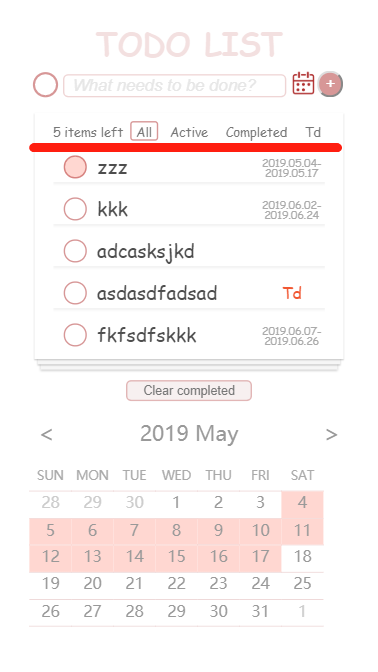 TODO LIST
What needs to be done? +
5 items left All Active Completed Td
zzz 2019.05.04-
2019.05.17
kkk 2019.06.02-
2019.06.24
adcasksjkd
asdasdfadsad Td
fkfsdfskkk 2019.06.07-
2019.06.26
Clear completed
< 2019 May >
SUN MON TUE WED THU FRI SAT
28 29 30 1 2 3 4
5 6 7 8 9 10 11
12 13 14 15 16 17 18
19 20 21 22 23 24 25
26 27 28 29 30 31 1